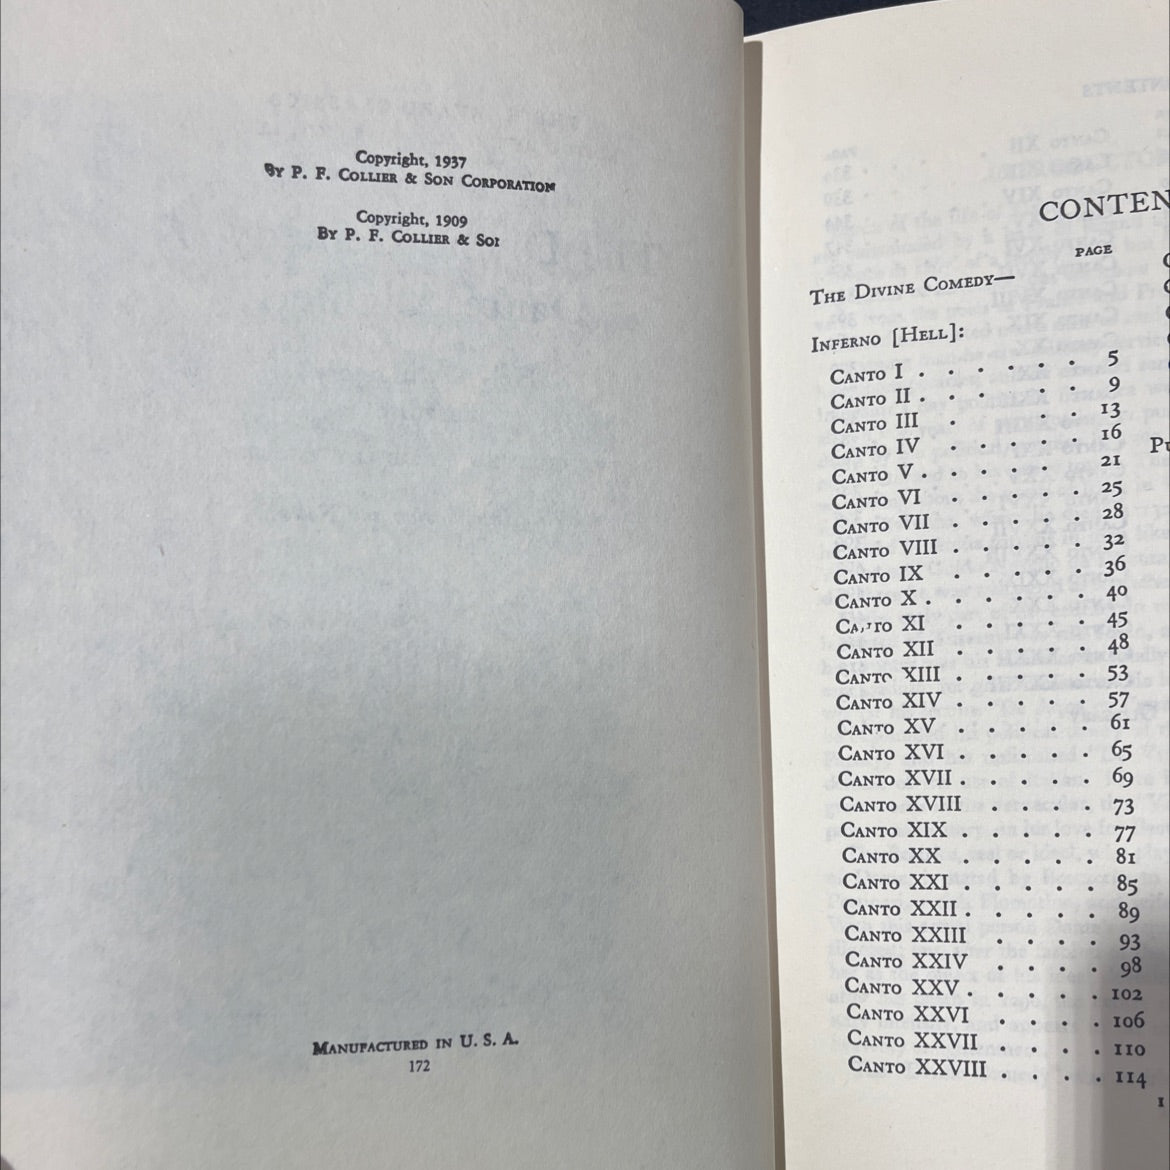 Copyright, 1937
By P. F. Collier & Son Corporation
Copyright, 1909
By P. F. Collier & So
Manufactured in U. S. A.
172
CONTEN
PAGE
The Divine Comedy—
Inferno [Hell]:
Canto I . . . . . . 5
Canto II . . . . . 9
Canto III . . . . 13
Canto IV . . . . . 16
Canto V . . . . . 21
Canto VI . . . . . 25
Canto VII . . . . . 28
Canto VIII . . . . . 32
Canto IX . . . . . 36
Canto X . . . . . . 40
Canto XI . . . . . 45
Canto XII . . . . . 48
Canto XIII . . . . . 53
Canto XIV . . . . . 57
Canto XV . . . . . 61
Canto XVI . . . . . 65
Canto XVII . . . . . 69
Canto XVIII . . . . 73
Canto XIX . . . . . 77
Canto XX . . . . . 81
Canto XXI . . . . . 85
Canto XXII . . . . . 89
Canto XXIII . . . . 93
Canto XXIV . . . . 98
Canto XXV . . . . . 102
Canto XXVI . . . . 106
Canto XXVII . . . . 110
Canto XXVIII . . . . 114
Pu
1